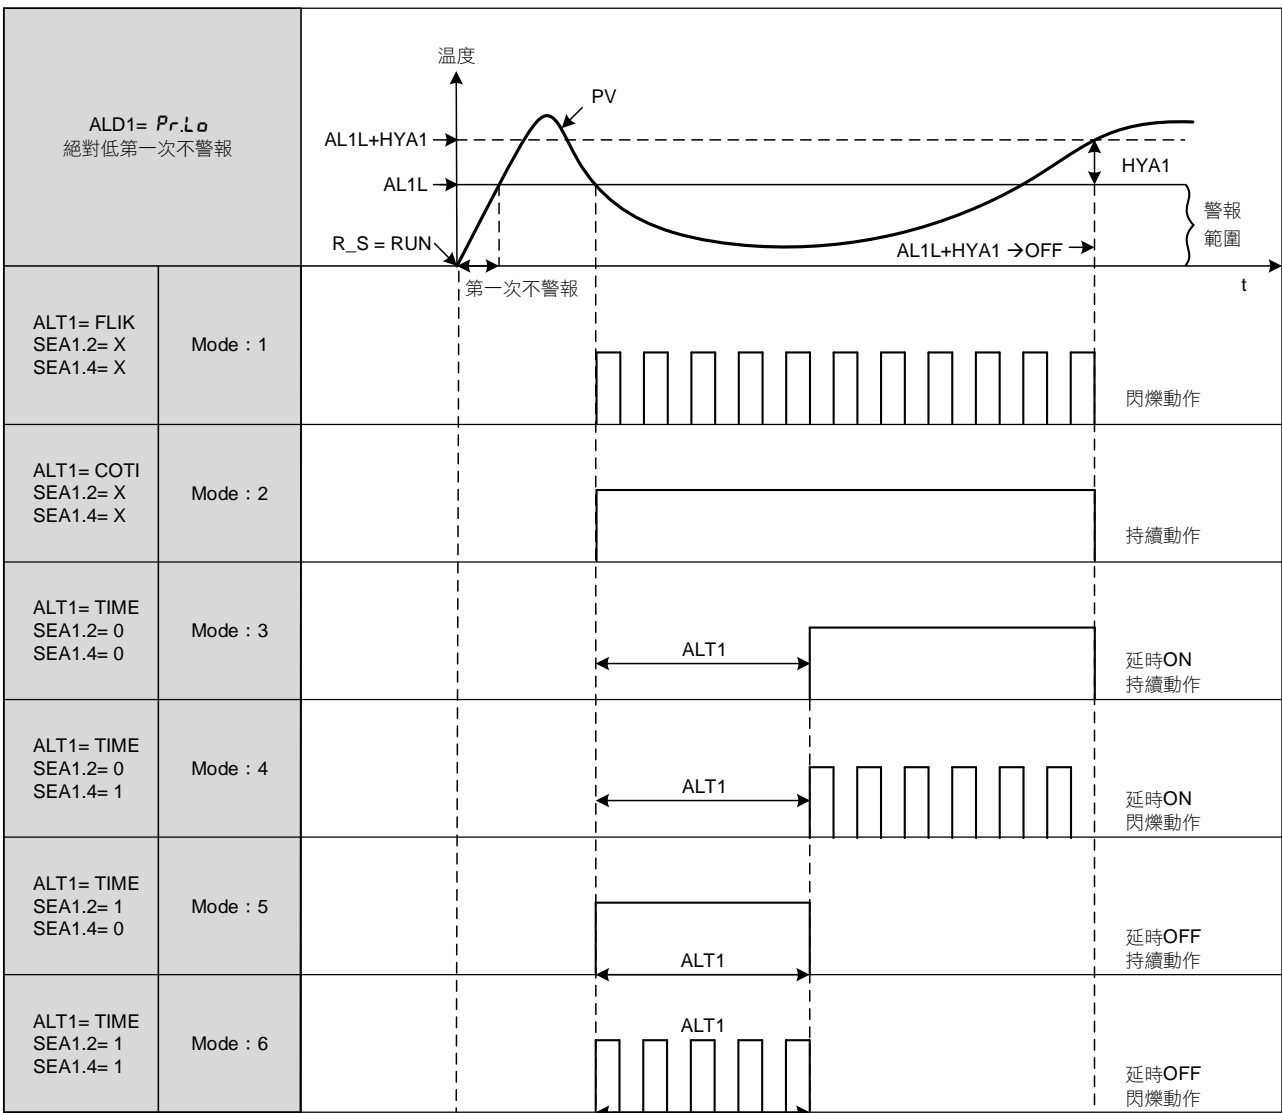 ALD1= Pr.Lo
絕對低第一次不警報
温度
PV
AL1L+HYA1
HYA1
AL1L
警報
範圍
R_S = RUN
AL1L+HYA1→OFF
第一次不警報
t
ALT1= FLIK
SEA1.2= X
SEA1.4= X
Mode：1
閃爍動作
ALT1= COTI
SEA1.2= X
SEA1.4= X
Mode：2
持續動作
ALT1= TIME
SEA1.2= 0
SEA1.4= 0
Mode：3
ALT1
延時ON
持續動作
ALT1= TIME
SEA1.2= 0
SEA1.4= 1
Mode：4
ALT1
延時ON
閃爍動作
ALT1= TIME
SEA1.2= 1
SEA1.4= 0
Mode：5
ALT1
延時OFF
持續動作
ALT1= TIME
SEA1.2= 1
SEA1.4= 1
Mode：6
ALT1
延時OFF
閃爍動作